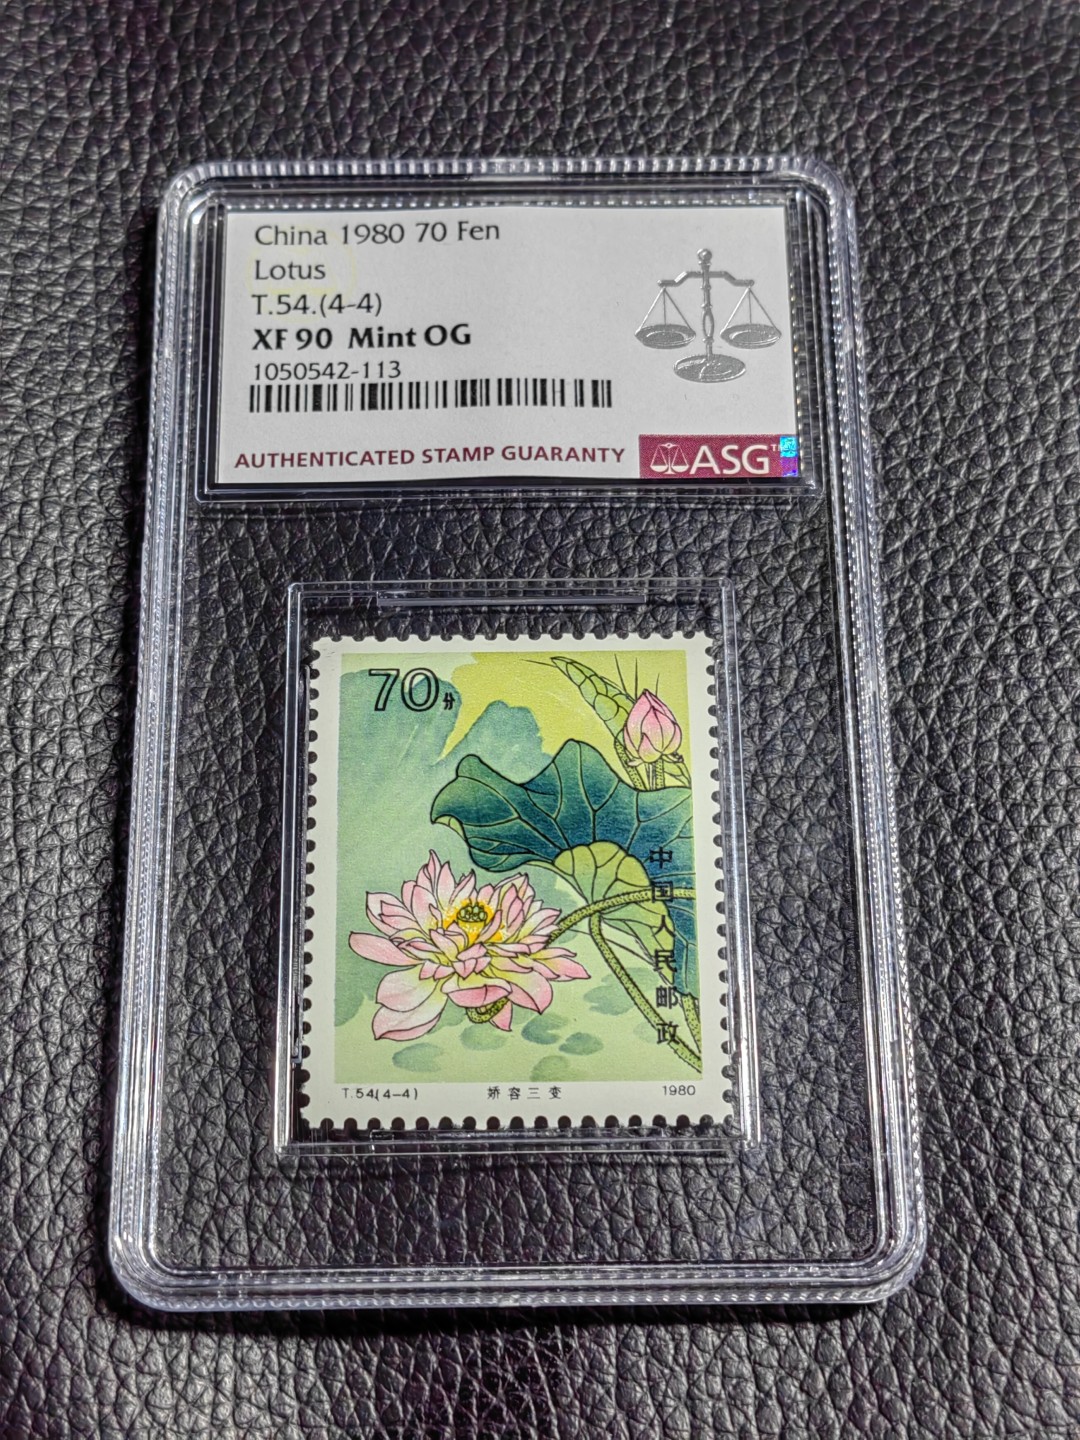 China 1980 70 Fen
Lotus
T.54.(4-4)
XF 90 Mint OG
1050542-113
AUTHENTICATED STAMP GUARANTY
ASG
70分
中国人民邮政
T.54(4-4) 娇容三变 1980